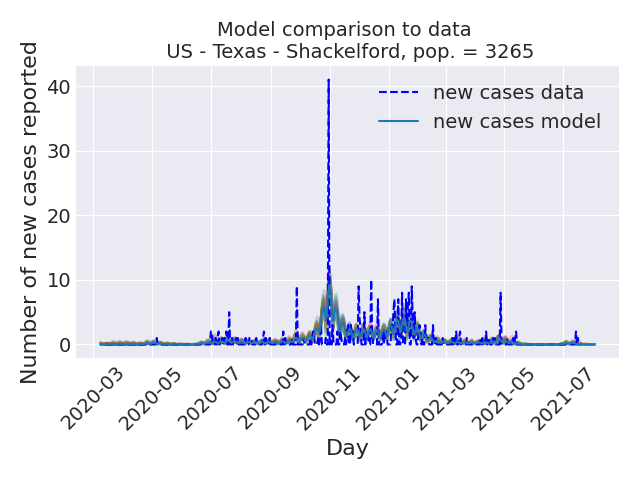 Model comparison to data
US - Texas - Shackelford, pop. = 3265
Number of new cases reported
40
30
20
10
0
new cases data
new cases model
2020-03
2020-05
2020-07
2020-09
2020-11
2021-01
2021-03
2021-05
2021-07
Day